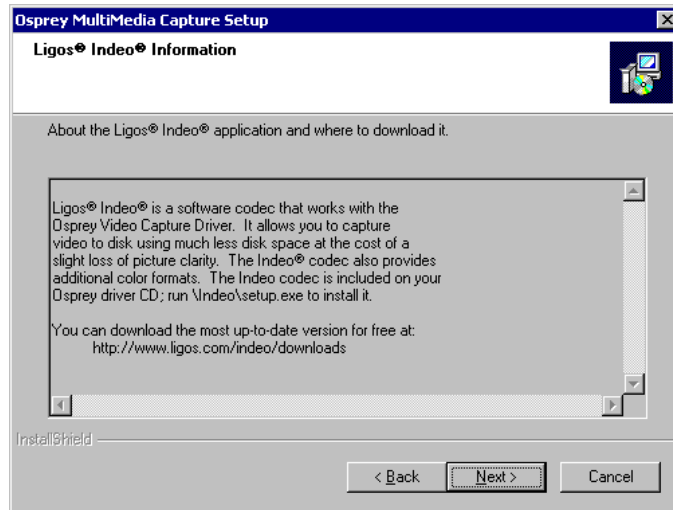 Osprey MultiMedia Capture Setup
Ligos® Indeo® Information
About the Ligos® Indeo® application and where to download it.
Ligos® Indeo® is a software codec that works with the
Osprey Video Capture Driver.  It allows you to capture
video to disk using much less disk space at the cost of a
slight loss of picture clarity.  The Indeo® codec also provides
additional color formats.  The Indeo codec is included on your
Osprey driver CD; run \Indeo\setup.exe to install it.
You can download the most up-to-date version for free at:
http://www.ligos.com/indeo/downloads
InstallShield
< Back
Next >
Cancel